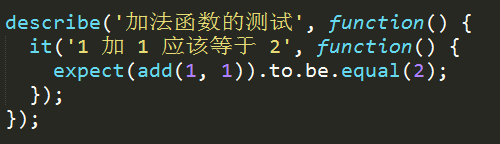 describe('加法函数的测试', function() {
  it('1 加 1 应该等于 2', function() {
    expect(add(1, 1)).to.be.equal(2);
  });
});